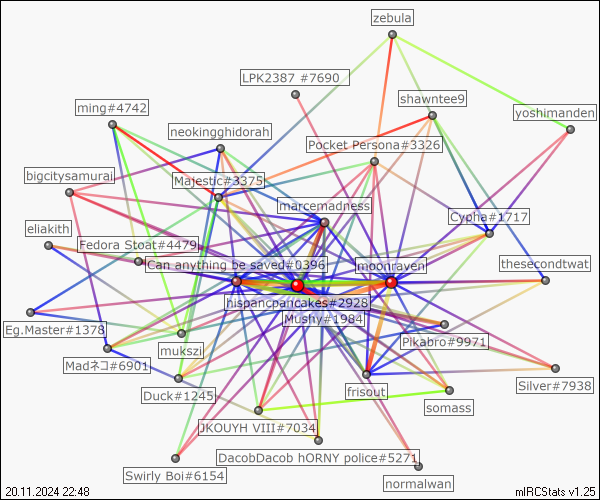 zebula
LPK2387 #7690
shawntee9
ming#4742
yoshimanden
neokingghidorah
Pocket Persona#3326
bigcitysamurai
Majestic#3375
marcemadness
Cypha#1717
eliakith
Fedora Stoat#4479
Can anything be saved#0396
moonraven
thesecondtwat
hispancpancakes#2928
Mushy#1984
Eg.Master#1378
Pikabro#9971
mukszi
Madネコ#6901
Silver#7938
Duck#1245
frisout
somass
JKOUYH VIII#7034
DacobDacob hORNY police#5271
Swirly Boi#6154
normalwan
20.11.2024 22:48
mIRCStats v1.25